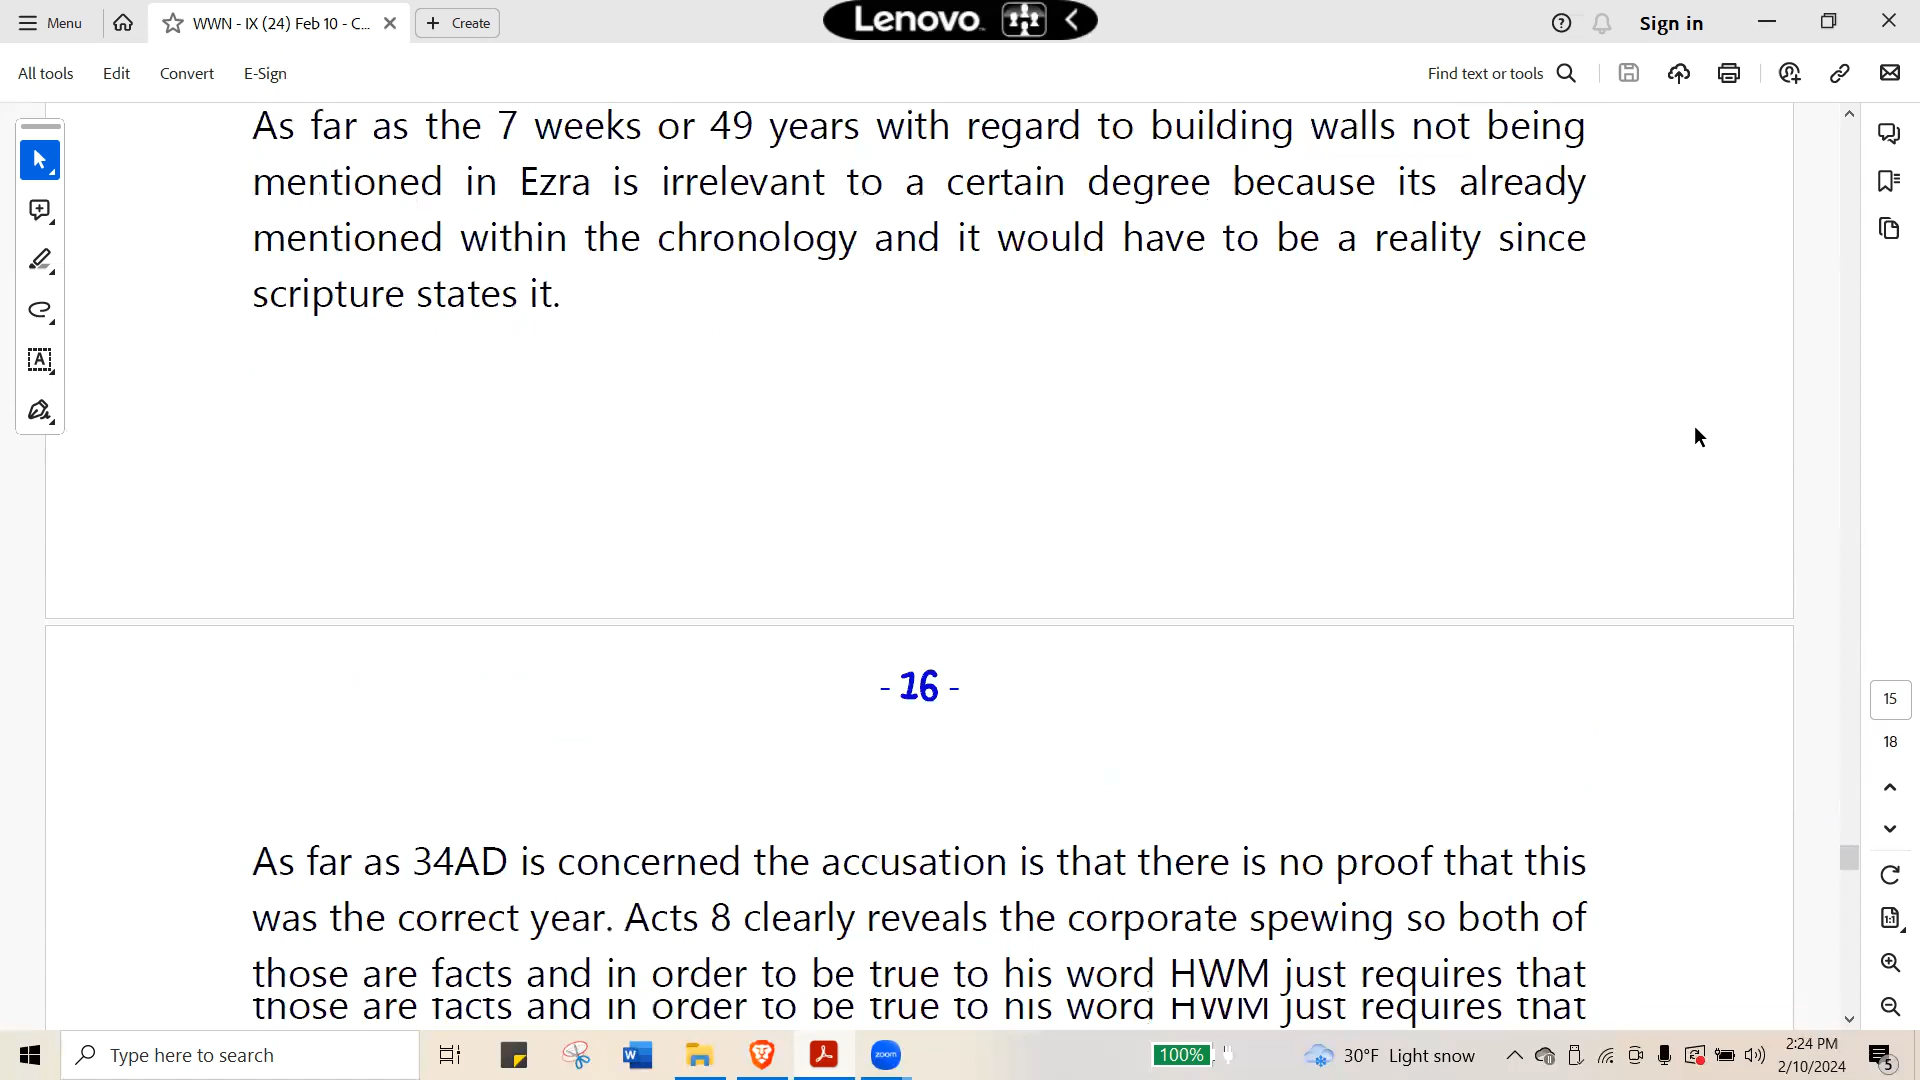 Menu
WWN - IX (24) Feb 10 - C...
Create
Lenovo
Sign in
All tools
Edit
Convert
E-Sign
Find text or tools
As far as the 7 weeks or 49 years with regard to building walls not being
mentioned in Ezra is irrelevant to a certain degree because its already
mentioned within the chronology and it would have to be a reality since
scripture states it.
- 16 -
As far as 34AD is concerned the accusation is that there is no proof that this
was the correct year. Acts 8 clearly reveals the corporate spewing so both of
those are facts and in order to be true to his word HWM just requires that
those are facts and in order to be true to his word HWM just requires that
15
18
Type here to search
zoom
100%
30°F Light snow
2:24 PM
2/10/2024
5